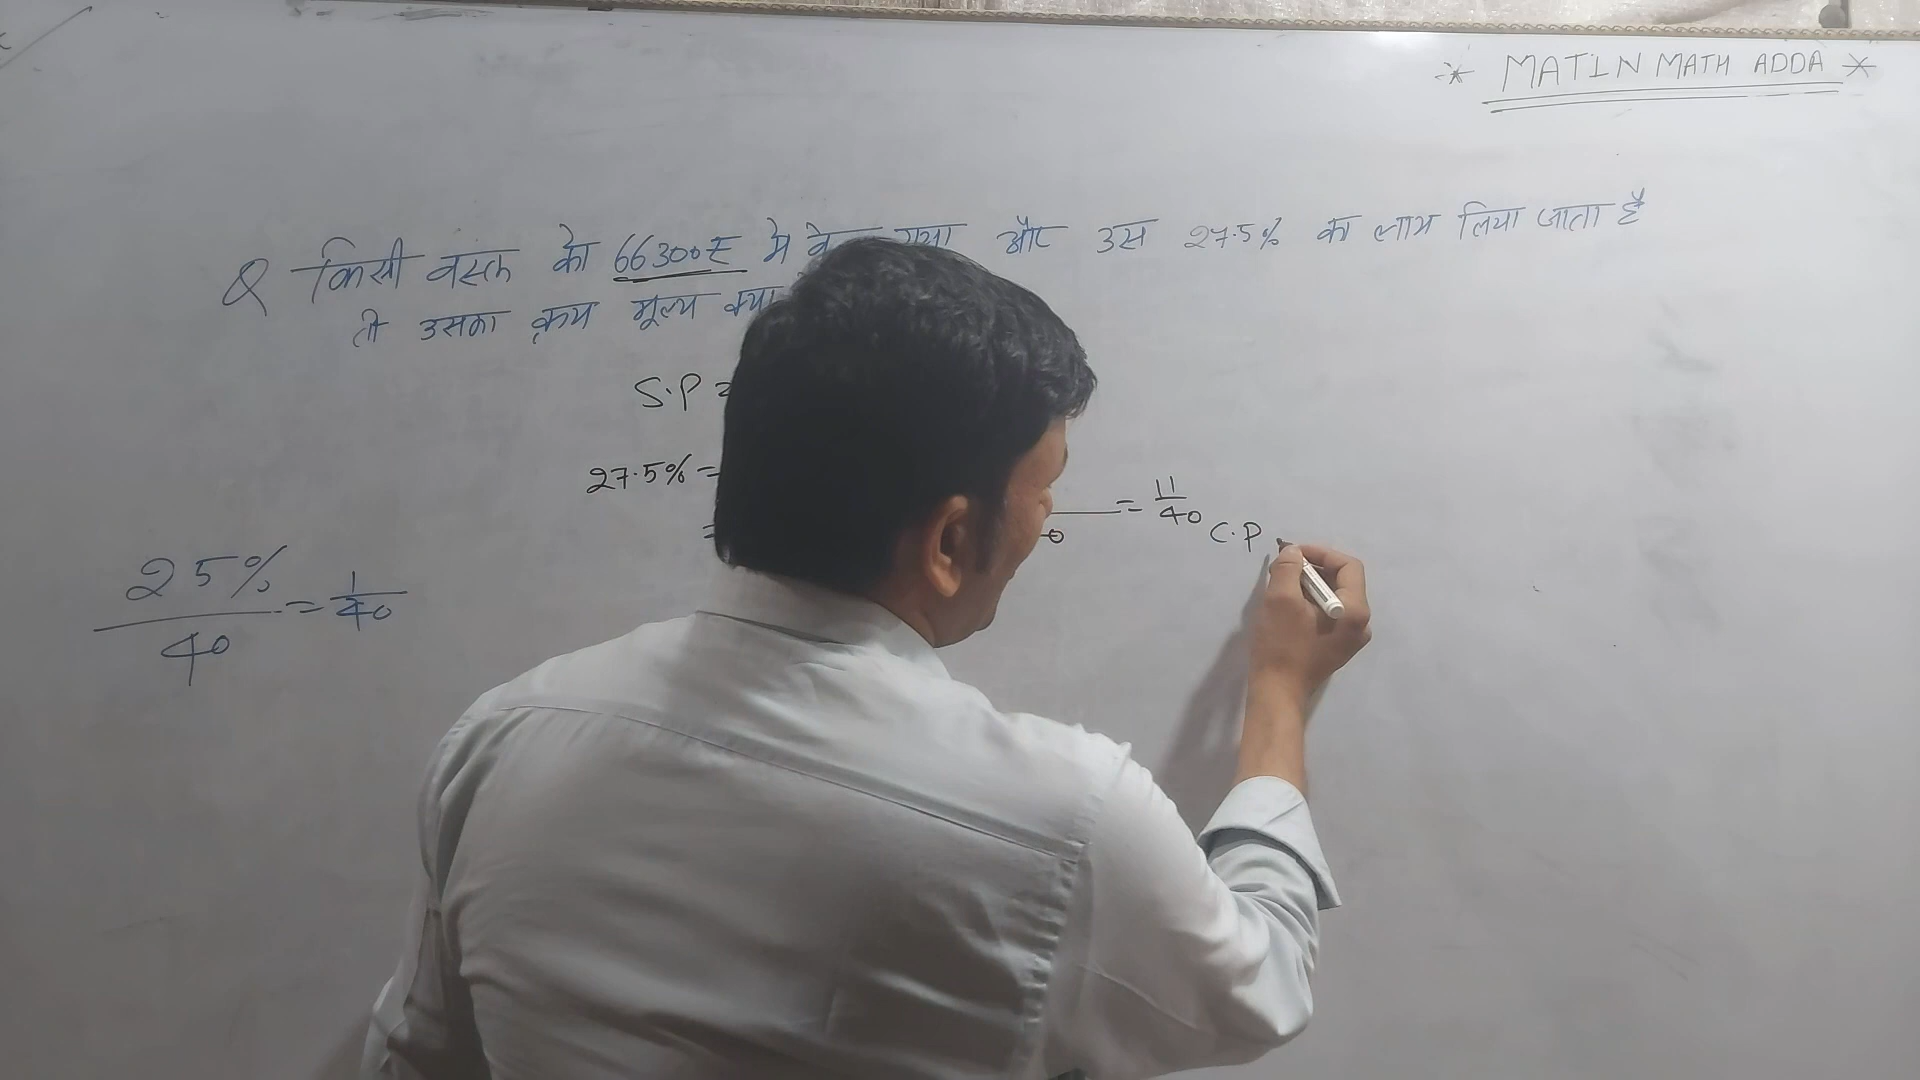 * MATIN MATH ADDA *
Q किसी वस्तु को 66300₹ मे गया और उस 27.5% का लाभ लिया जाता है
तो उसका क्रय मूल्य क्या
S.P =
27.5% =
= 11/40
= C.P
25%/40 = 1/40